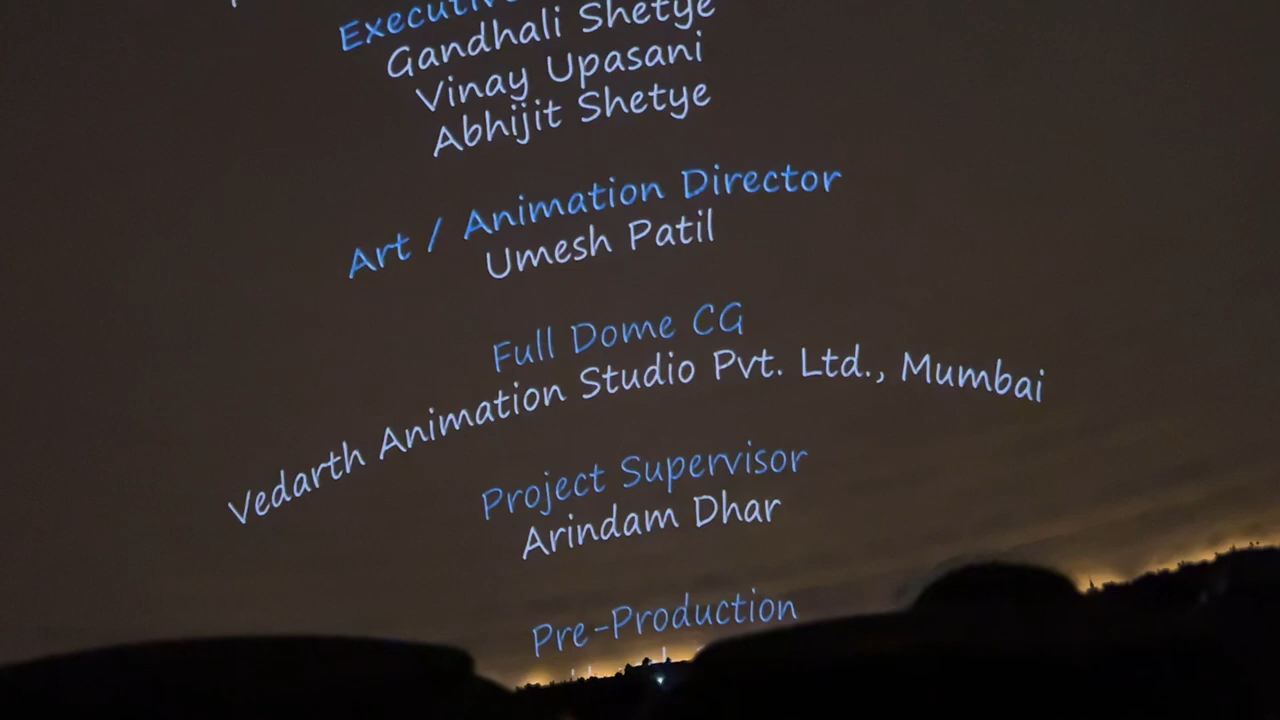 Gandhali Shetye
Vinay Upasani
Abhijit Shetye
Art / Animation Director
Umesh Patil
Full Dome CG
Vedarth Animation Studio Pvt. Ltd., Mumbai
Project Supervisor
Arindam Dhar
Pre-Production